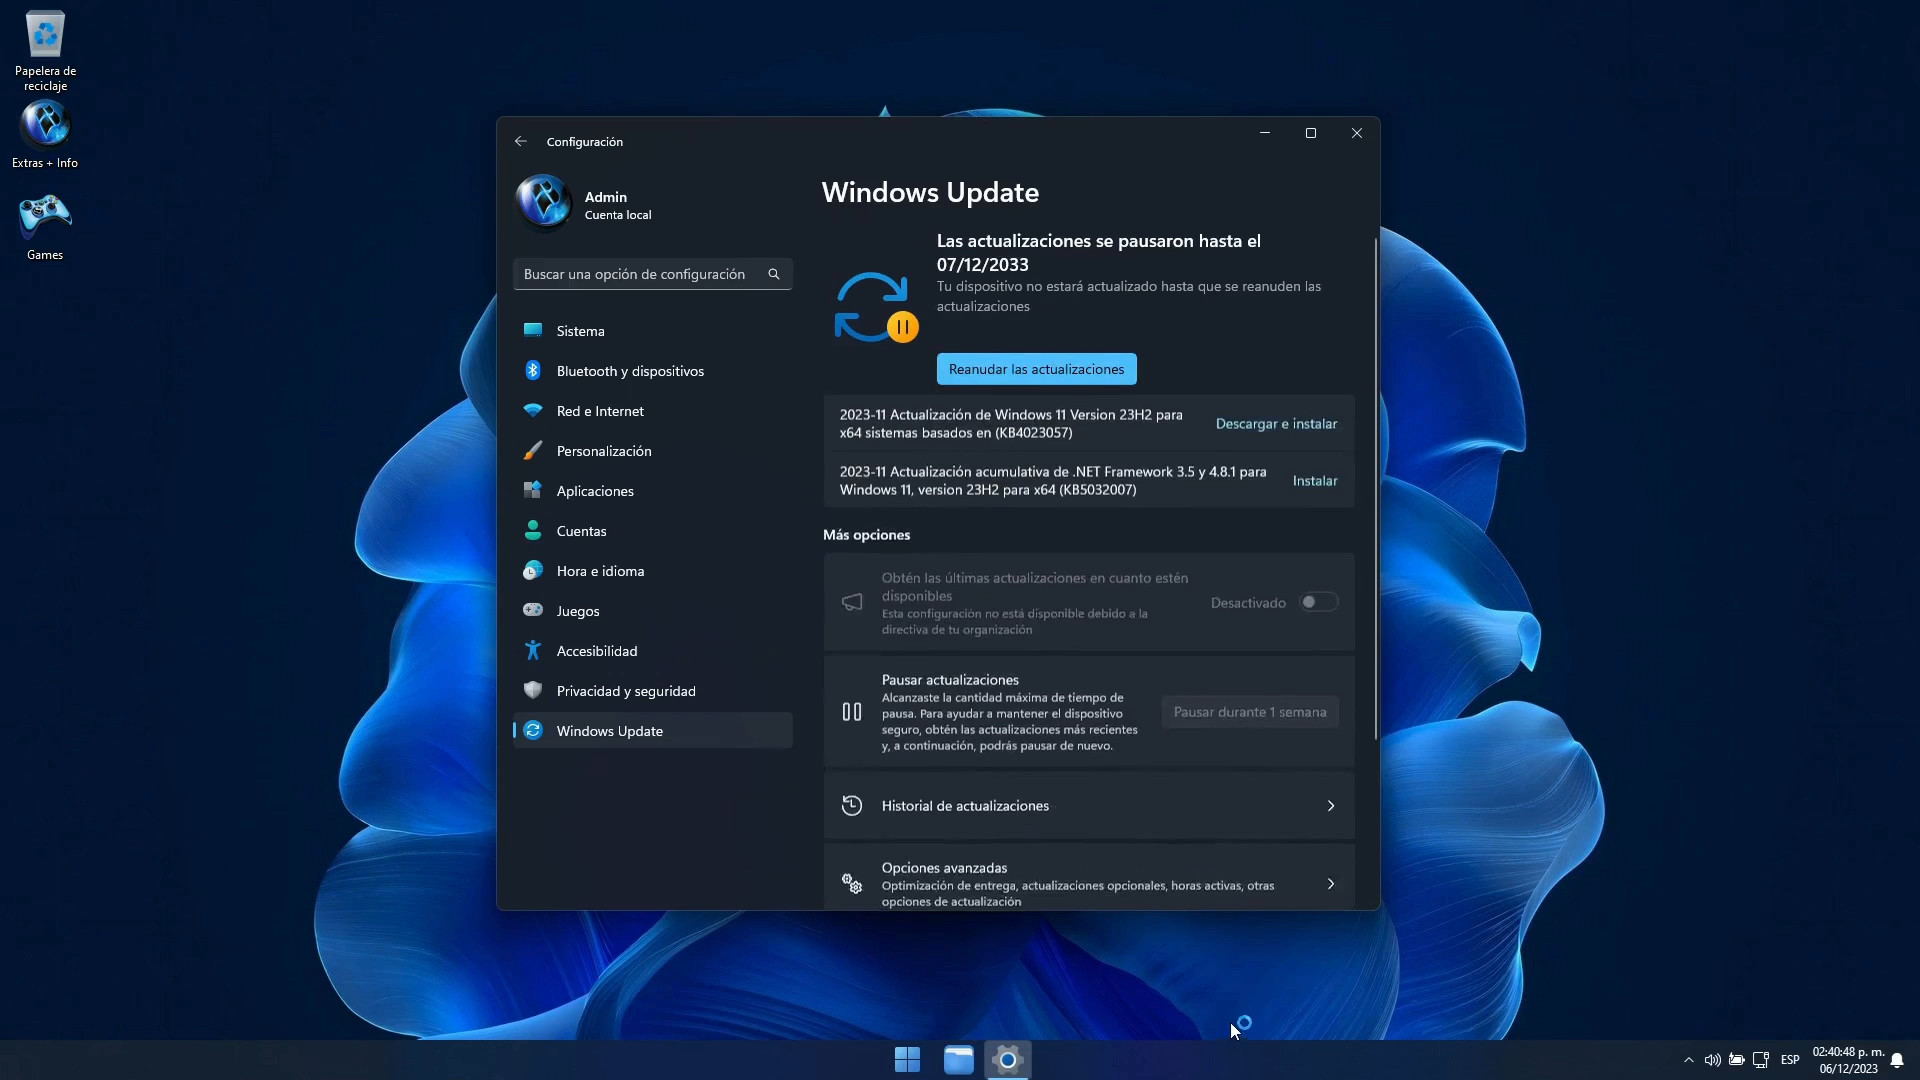 Papelera de
reciclaje
Extras + Info
Games
Configuración
Admin
Cuenta local
Buscar una opción de configuración
Sistema
Bluetooth y dispositivos
Red e Internet
Personalización
Aplicaciones
Cuentas
Hora e idioma
Juegos
Accesibilidad
Privacidad y seguridad
Windows Update
Windows Update
Las actualizaciones se pausaron hasta el
07/12/2033
Tu dispositivo no estará actualizado hasta que se reanuden las
actualizaciones
Reanudar las actualizaciones
2023-11 Actualización de Windows 11 Version 23H2 para
x64 sistemas basados en (KB4023057)
Descargar e instalar
2023-11 Actualización acumulativa de .NET Framework 3.5 y 4.8.1 para
Windows 11, version 23H2 para x64 (KB5032007)
Instalar
Más opciones
Obtén las últimas actualizaciones en cuanto estén
disponibles
Esta configuración no está disponible debido a la
directiva de tu organización
Desactivado
Pausar actualizaciones
Alcanzaste la cantidad máxima de tiempo de
pausa. Para ayudar a mantener el dispositivo
seguro, obtén las actualizaciones más recientes
y, a continuación, podrás pausar de nuevo.
Pausar durante 1 semana
Historial de actualizaciones
Opciones avanzadas
Optimización de entrega, actualizaciones opcionales, horas activas, otras
opciones de actualización
ESP
02:40:48 p. m.
06/12/2023